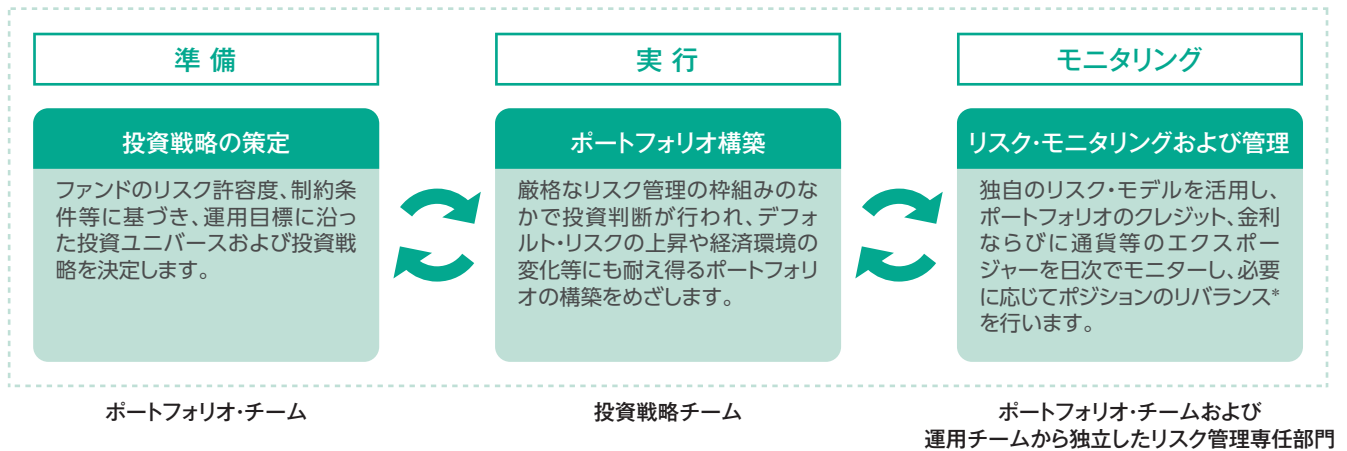 準備
投資戦略の策定
ファンドのリスク許容度、制約条
件等に基づき、運用目標に沿っ
た投資ユニバースおよび投資戦
略を決定します。
ポートフォリオ・チーム
実行
ポートフォリオ構築
厳格なリスク管理の枠組みのな
かで投資判断が行われ、デフォ
ルト・リスクの上昇や経済環境の
変化等にも耐え得るポートフォリ
オの構築をめざします。
投資戦略チーム
モニタリング
リスク・モニタリングおよび管理
独自のリスク・モデルを活用し、
ポートフォリオのクレジット、金利
ならびに通貨等のエクスポー
ジャーを日次でモニターし、必要
に応じてポジションのリバランス*
を行います。
ポートフォリオ・チームおよび
運用チームから独立したリスク管理専任部門